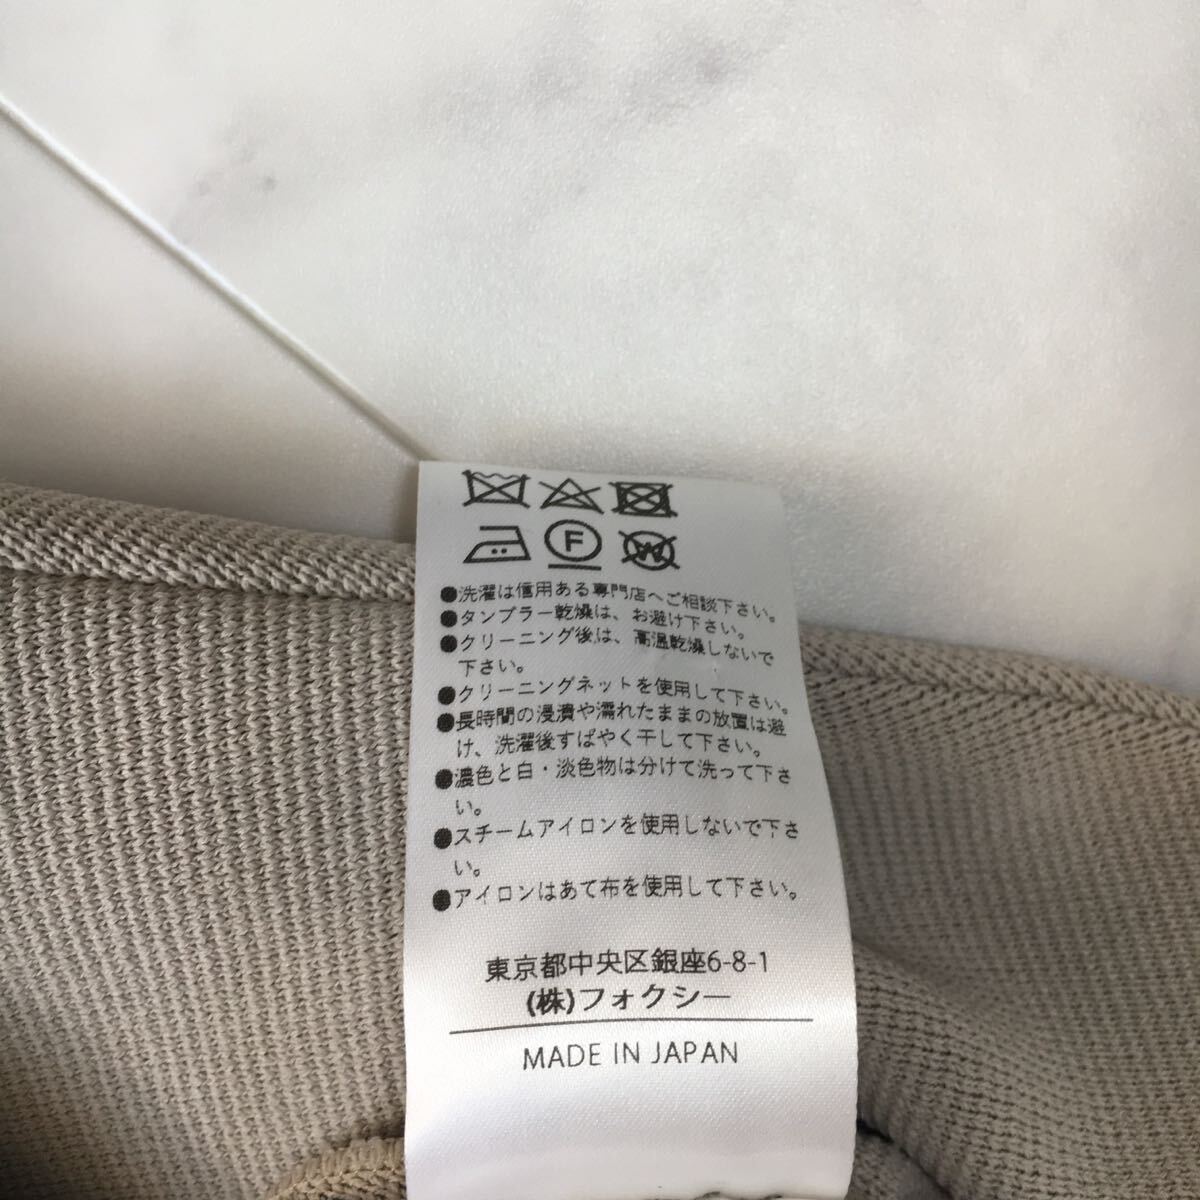 F
W
●洗濯は信用ある専門店へご相談下さい。
●タンブラー乾燥は、お避け下さい。
●クリーニング後は、高温乾燥しないで
下さい。
●クリーニングネットを使用して下さい。
●長時間の浸漬や濡れたままの放置は避
け、洗濯後すばやく干して下さい。
●濃色と白・淡色物は分けて洗って下さ
い。
●スチームアイロンを使用しないで下さ
い。
●アイロンはあて布を使用して下さい。
東京都中央区銀座6-8-1
(株)フォクシー
MADE IN JAPAN